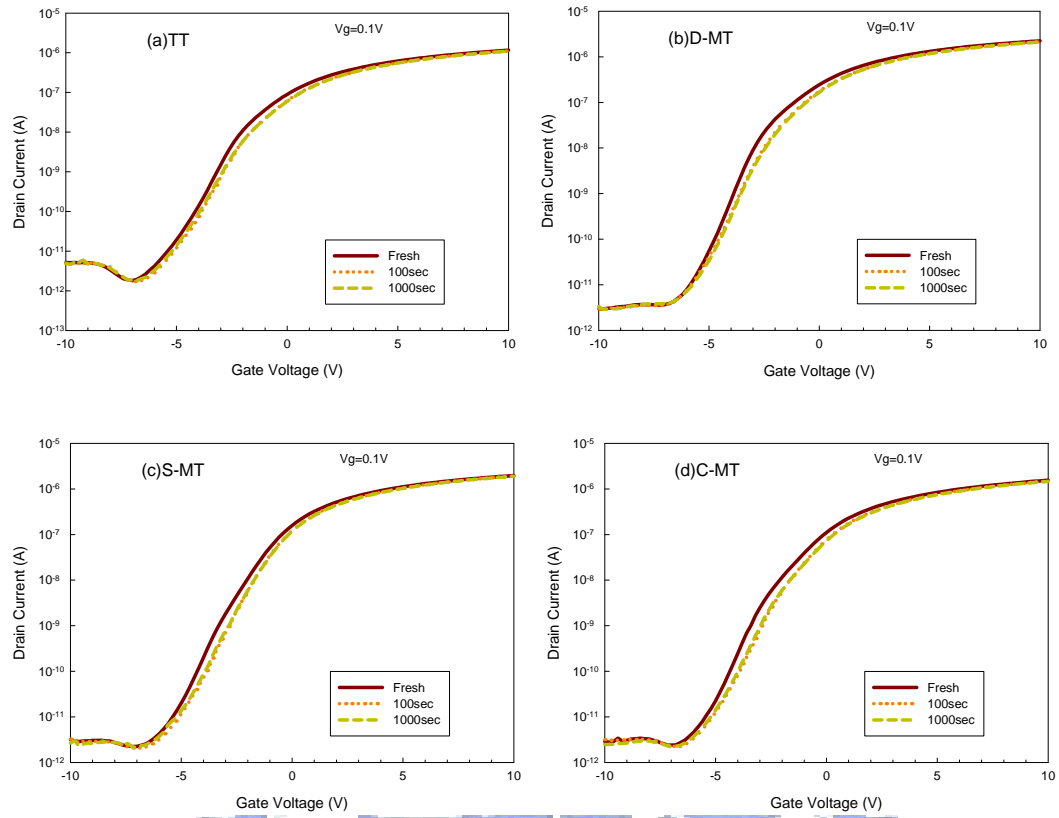 (a)TT
Vg=0.1V
10-5
10-6
10-7
10-8
10-9
10-10
10-11
10-12
10-13
Drain Current (A)
Fresh
100sec
1000sec
-10
-5
0
5
10
Gate Voltage (V)
(b)D-MT
Vg=0.1V
10-5
10-6
10-7
10-8
10-9
10-10
10-11
10-12
Drain Current (A)
Fresh
100sec
1000sec
-10
-5
0
5
10
Gate Voltage (V)
(c)S-MT
Vg=0.1V
10-5
10-6
10-7
10-8
10-9
10-10
10-11
10-12
Drain Current (A)
Fresh
100sec
1000sec
-10
-5
0
5
10
Gate Voltage (V)
(d)C-MT
Vg=0.1V
10-5
10-6
10-7
10-8
10-9
10-10
10-11
10-12
Drain Current (A)
Fresh
100sec
1000sec
-10
-5
0
5
10
Gate Voltage (V)